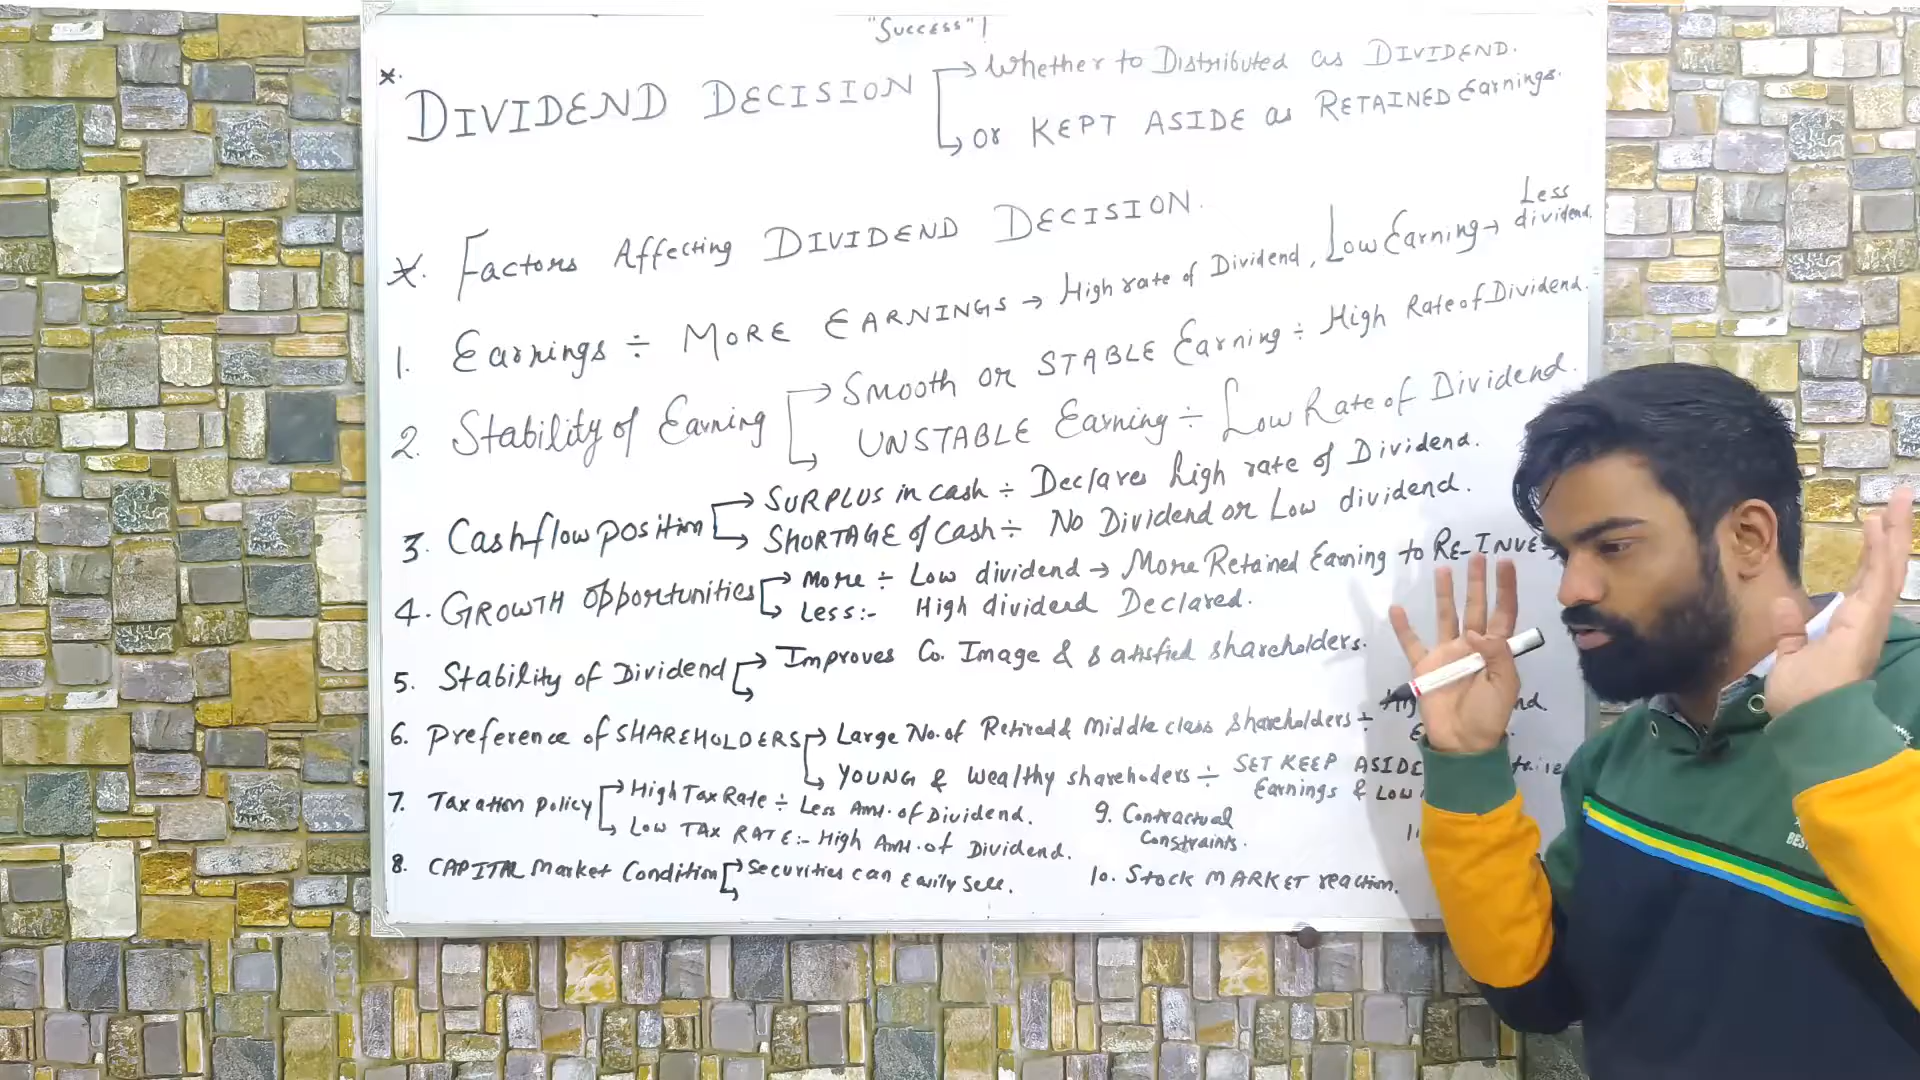 "Success"!
*. DIVIDEND DECISION
→ Whether to Distributed as DIVIDEND.
→ or KEPT ASIDE as RETAINED Earnings.
*. Factors Affecting DIVIDEND DECISION.
1. Earnings ÷ MORE EARNINGS → High rate of Dividend, Low Earning → Less dividend.
2. Stability of Earning
→ Smooth or STABLE Earning ÷ High Rate of Dividend.
→ UNSTABLE Earning ÷ Low Rate of Dividend.
3. Cashflow position
→ SURPLUS in cash ÷ Declares high rate of Dividend.
→ SHORTAGE of Cash ÷ No Dividend or Low dividend.
4. GROWTH opportunities
→ More ÷ Low dividend → More Retained Earning to RE-INVE
→ Less:- High dividend Declared.
5. Stability of Dividend
→ Improves Co. Image & satisfied shareholders.
6. Preference of SHAREHOLDERS
→ Large No. of Retired & Middle class shareholders ÷
→ YOUNG & Wealthy sharehoders ÷ SET KEEP ASIDE
Earnings & Low
7. Taxation policy
→ High Tax Rate ÷ Less Amt. of Dividend.
→ Low TAX RATE:- High Amt. of Dividend.
8. CAPITAL Market Condition
→ Securities can Easily Sell.
9. Contractual
Constraints.
10. Stock MARKET reaction.